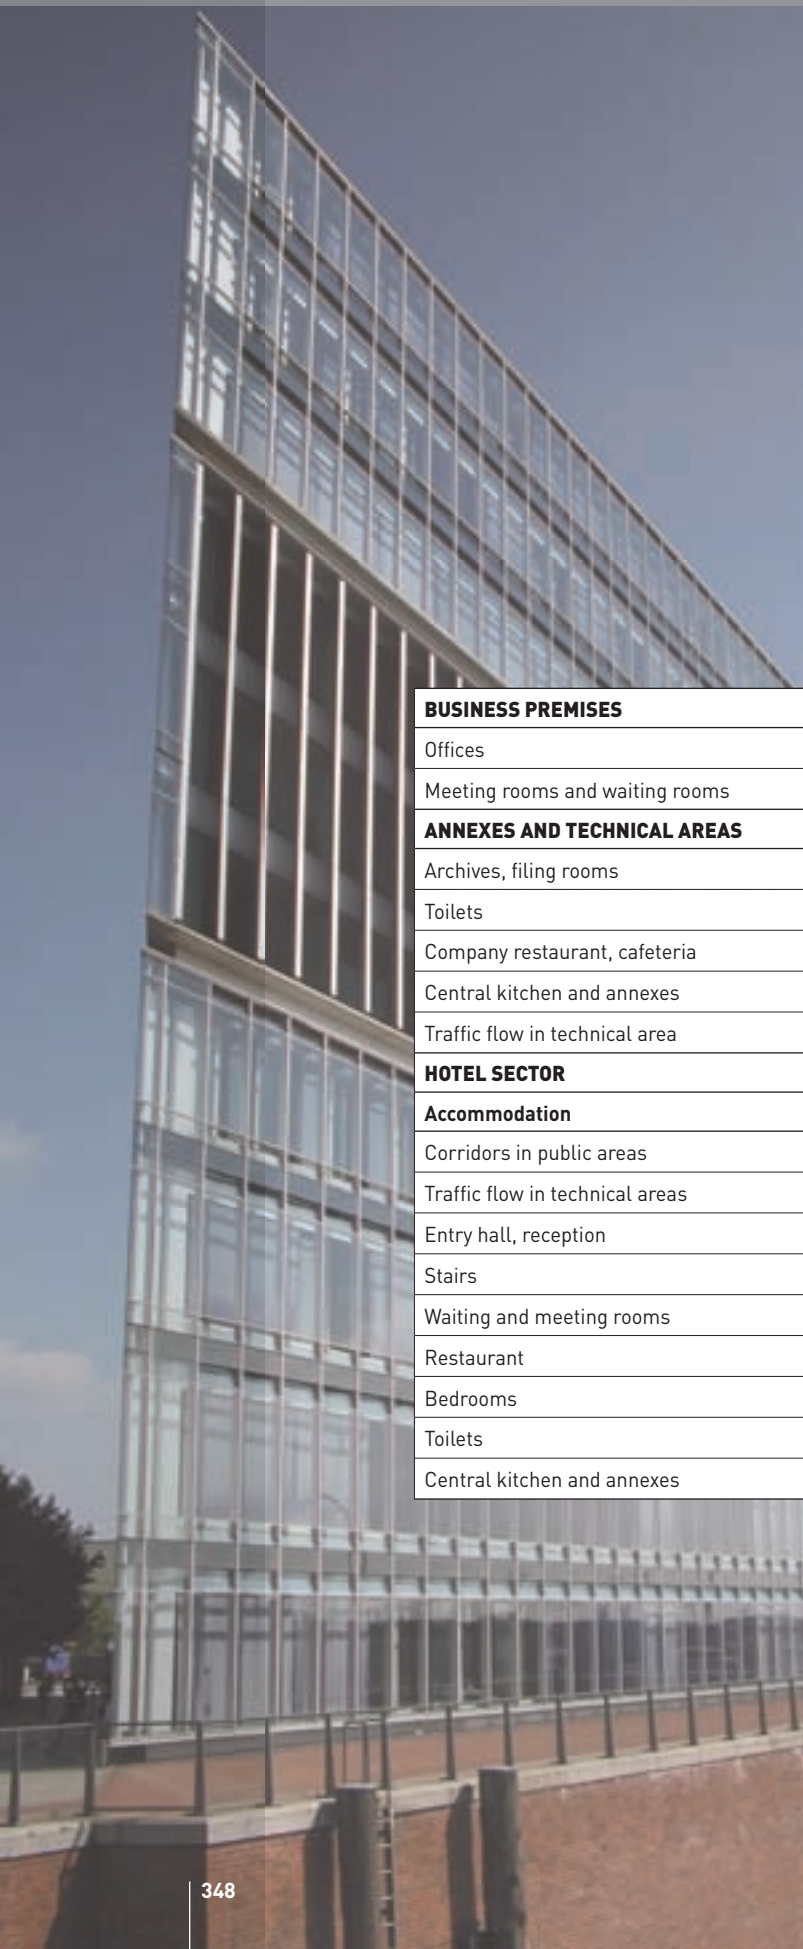 BUSINESS PREMISES
Offices
Meeting rooms and waiting rooms
ANNEXES AND TECHNICAL AREAS
Archives, filing rooms
Toilets
Company restaurant, cafeteria
Central kitchen and annexes
Traffic flow in technical area
HOTEL SECTOR
Accommodation
Corridors in public areas
Traffic flow in technical areas
Entry hall, reception
Stairs
Waiting and meeting rooms
Restaurant
Bedrooms
Toilets
Central kitchen and annexes
348